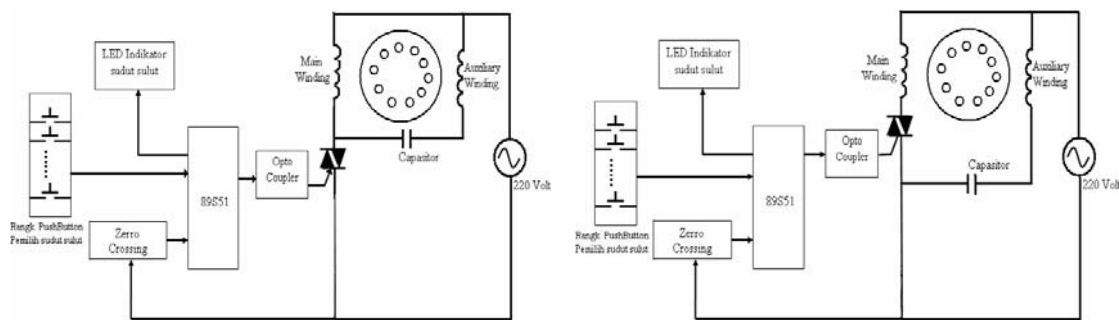 LED Indikator
sudut sulut
Main
Winding
Auxiliary
Winding
Capasitor
Opto
Coupler
89S51
220 Volt
Rangk PushButton
Pemilih sudut sulut
Zerro
Crossing
LED Indikator
sudut sulut
Main
Winding
Auxiliary
Winding
Opto
Coupler
Capasitor
89S51
220 Volt
Rangk PushButton
Pemilih sudut sulut
Zerro
Crossing